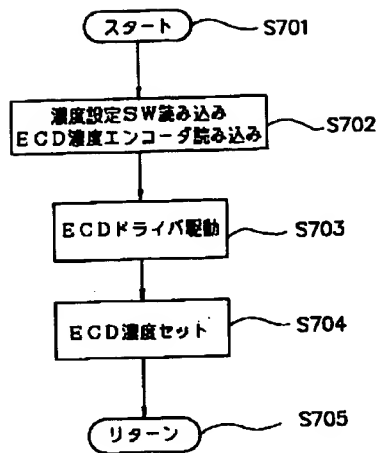 スタート
S701
濃度設定SW読み込み
ECD濃度エンコーダ読み込み
S702
ECDドライバ駆動
S703
ECD濃度セット
S704
リターン
S705